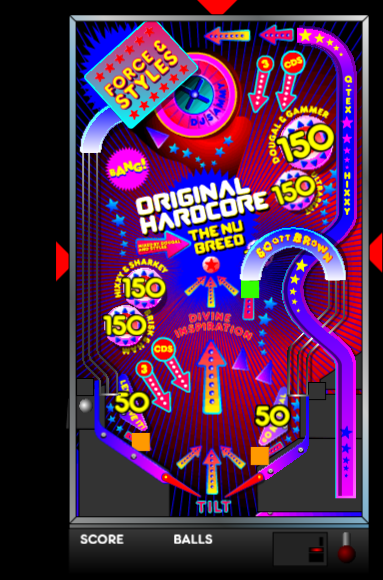 FORCE &
STYLES
3
CDS
Q-TEX
HIXXY
DOUGAL & GAMMER
150
BANG!
150
ORIGINAL
HARDCORE
THE NU
BREED
SCOTT BROWN
HIXXY & SHARKEY
150
150
DIVINE
INSPIRATION
CDS
3
50
50
TILT
SCORE
BALLS